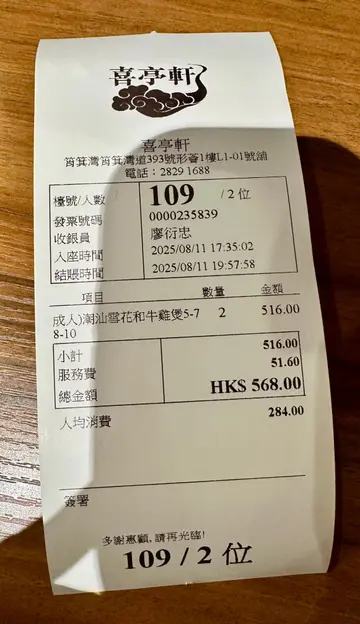 喜亭軒
喜亭軒
筲箕灣筲箕灣道393號形薈1樓L1-01號舖
電話：2829 1688
檯號/人數 109 / 2 位
發票號碼 0000235839
收銀員 廖衍忠
入座時間 2025/08/11 17:35:02
結賬時間 2025/08/11 19:57:58
項目 數量 金額
成人)潮汕雪花和牛雞煲5-7 2 516.00
8-10
小計 516.00
服務費 51.60
總金額 HK$ 568.00
人均消費 284.00
簽署
多謝惠顧, 請再光臨!
109 / 2 位